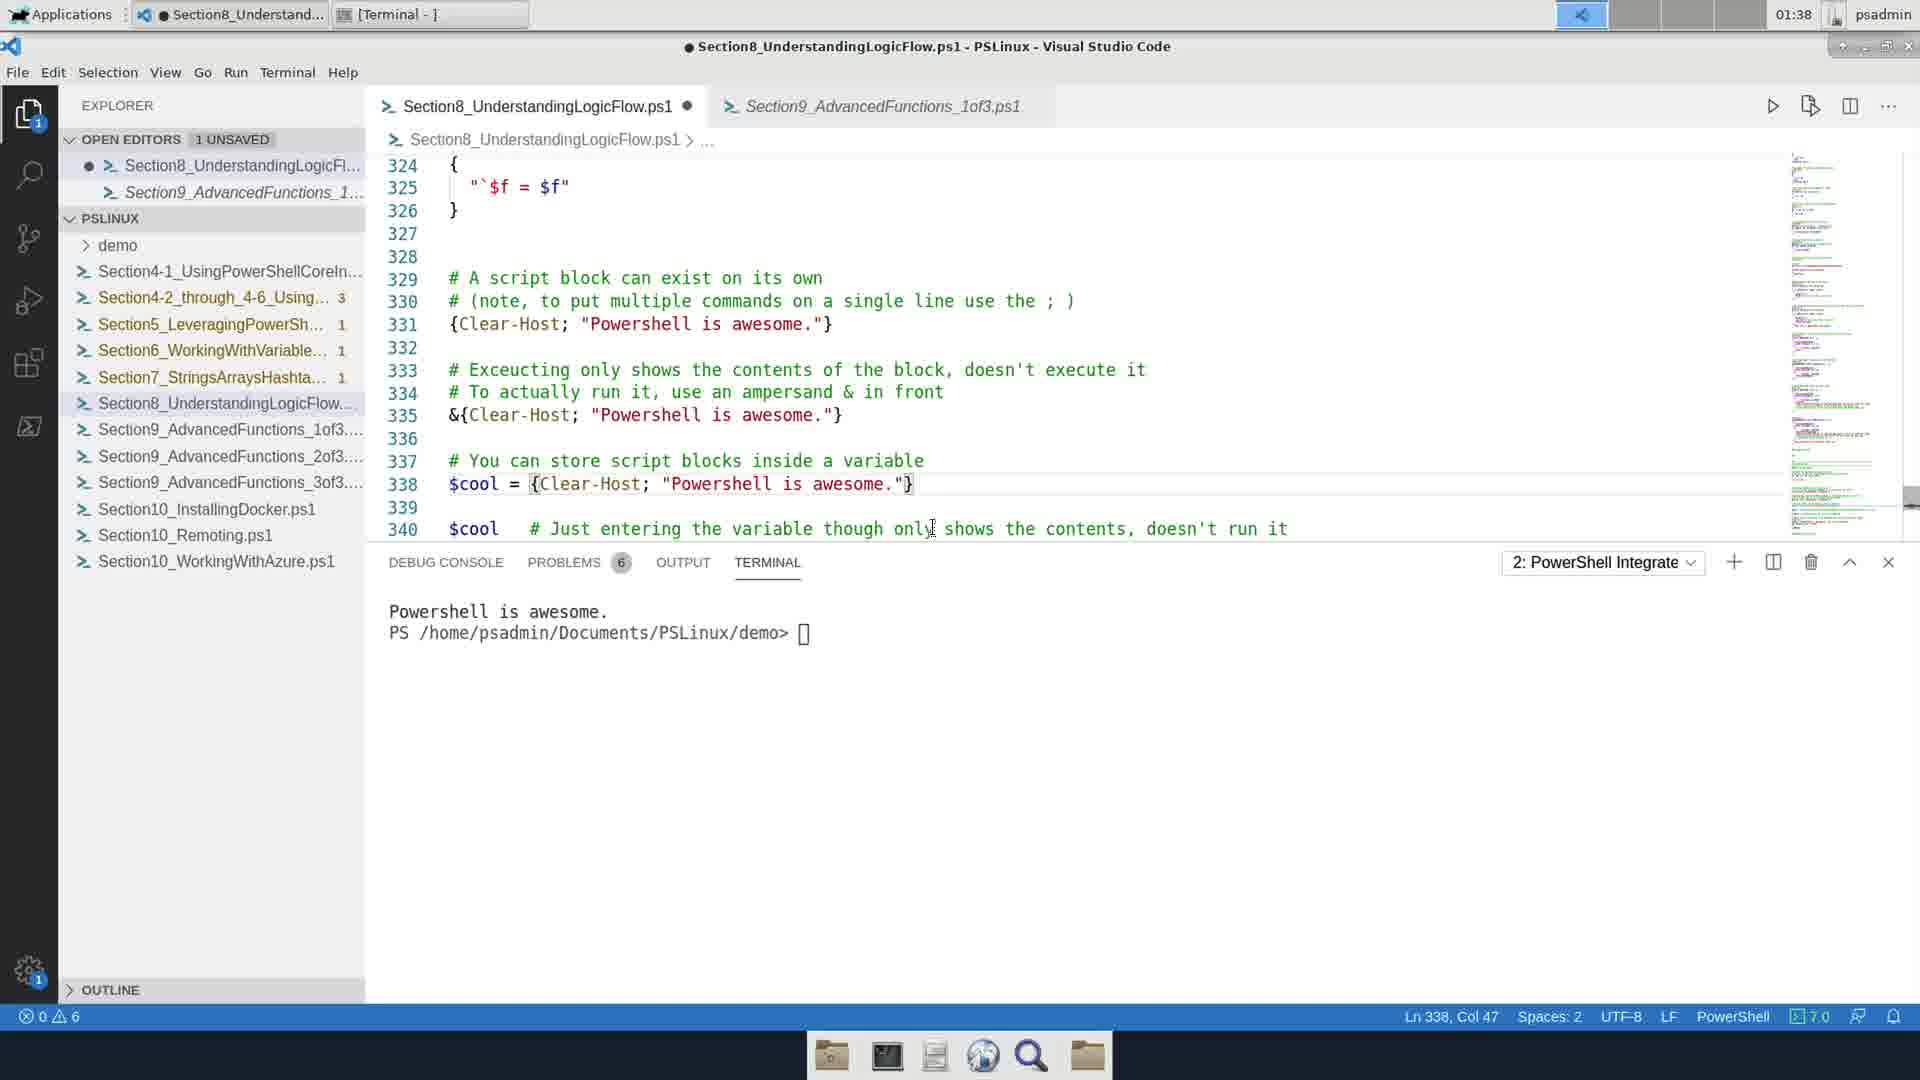 Applications
● Section8_Understand...
[Terminal - ]
01:38
psadmin
● Section8_UnderstandingLogicFlow.ps1 - PSLinux - Visual Studio Code
File Edit Selection View Go Run Terminal Help
EXPLORER
OPEN EDITORS 1 UNSAVED
Section8_UnderstandingLogicFl...
Section9_AdvancedFunctions_1...
PSLINUX
demo
Section4-1_UsingPowerShellCoreIn...
Section4-2_through_4-6_Using... 3
Section5_LeveragingPowerSh... 1
Section6_WorkingWithVariable... 1
Section7_StringsArraysHashta... 1
Section8_UnderstandingLogicFlow....
Section9_AdvancedFunctions_1of3....
Section9_AdvancedFunctions_2of3....
Section9_AdvancedFunctions_3of3....
Section10_InstallingDocker.ps1
Section10_Remoting.ps1
Section10_WorkingWithAzure.ps1
OUTLINE
1
1
Section8_UnderstandingLogicFlow.ps1 ●
Section9_AdvancedFunctions_1of3.ps1
Section8_UnderstandingLogicFlow.ps1 > ...
324 {
325 "`$f = $f"
326 }
327
328
329 # A script block can exist on its own
330 # (note, to put multiple commands on a single line use the ; )
331 {Clear-Host; "Powershell is awesome."}
332
333 # Exceucting only shows the contents of the block, doesn't execute it
334 # To actually run it, use an ampersand & in front
335 &{Clear-Host; "Powershell is awesome."}
336
337 # You can store script blocks inside a variable
338 $cool = {Clear-Host; "Powershell is awesome."}
339
340 $cool # Just entering the variable though only shows the contents, doesn't run it
DEBUG CONSOLE PROBLEMS 6 OUTPUT TERMINAL
2: PowerShell Integrate
Powershell is awesome.
PS /home/psadmin/Documents/PSLinux/demo>
0 6
Ln 338, Col 47 Spaces: 2 UTF-8 LF PowerShell 7.0